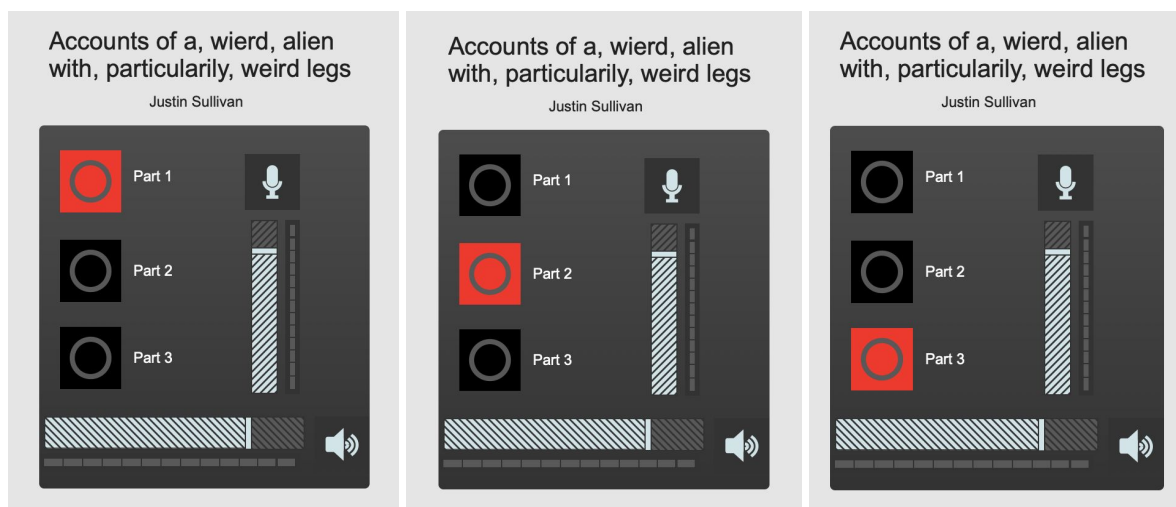 Accounts of a, wierd, alien
with, particularily, weird legs
Justin Sullivan
Part 1
Part 2
Part 3
Accounts of a, wierd, alien
with, particularily, weird legs
Justin Sullivan
Part 1
Part 2
Part 3
Accounts of a, wierd, alien
with, particularily, weird legs
Justin Sullivan
Part 1
Part 2
Part 3